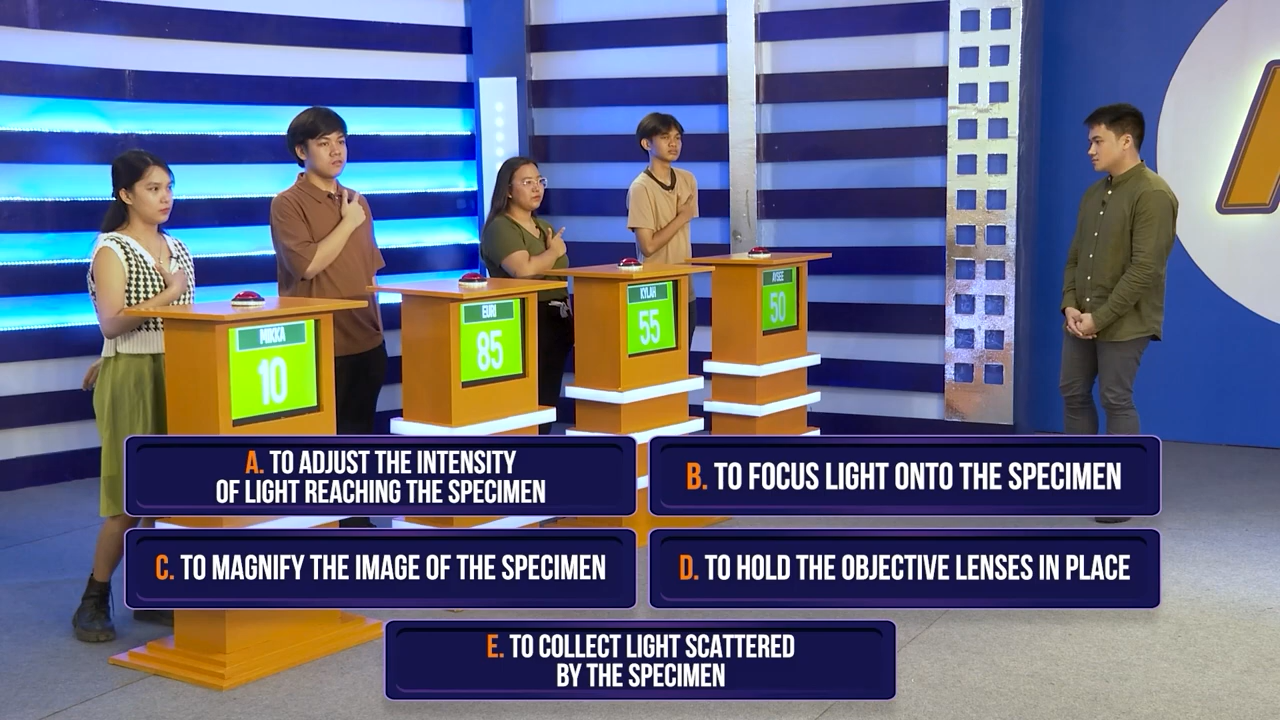 MIKKA
10
EURI
85
KYLAH
55
50
A. TO ADJUST THE INTENSITY
OF LIGHT REACHING THE SPECIMEN
B. TO FOCUS LIGHT ONTO THE SPECIMEN
C. TO MAGNIFY THE IMAGE OF THE SPECIMEN
D. TO HOLD THE OBJECTIVE LENSES IN PLACE
E. TO COLLECT LIGHT SCATTERED
BY THE SPECIMEN